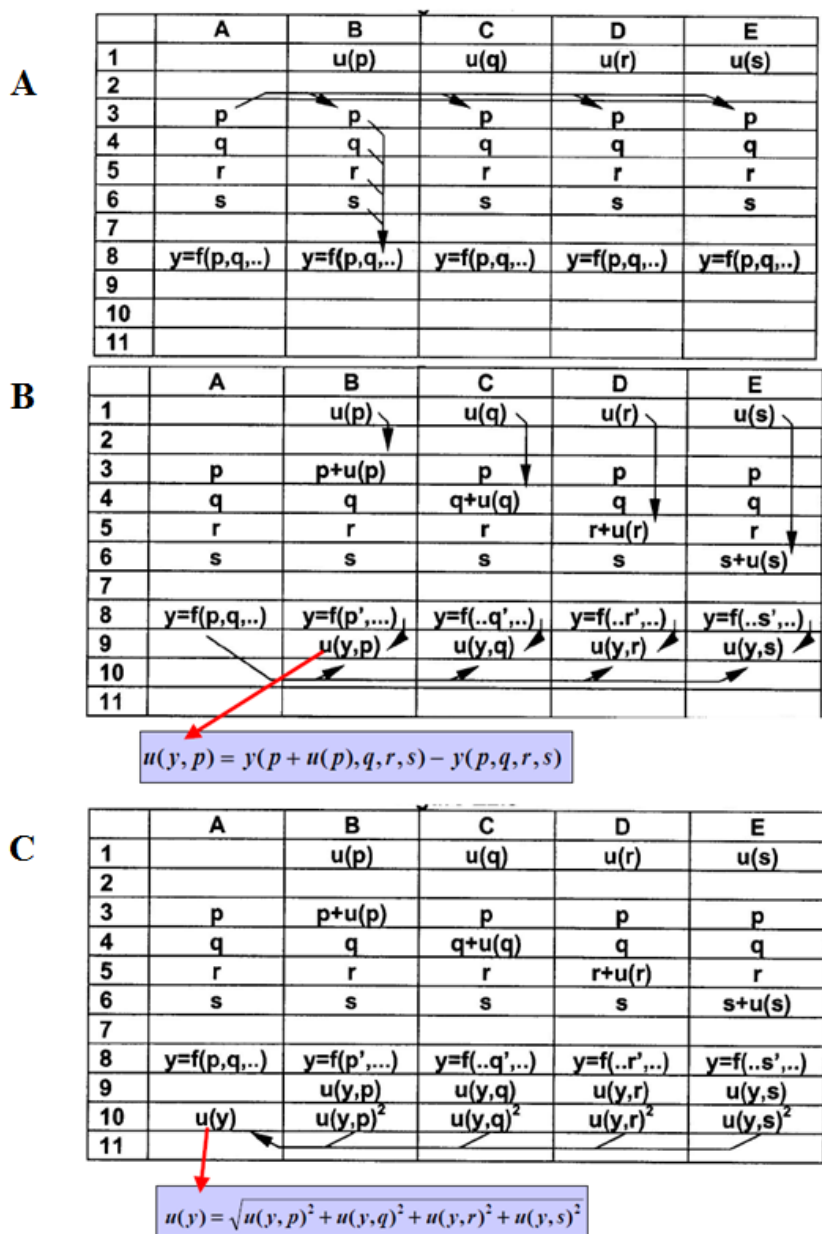 A
A B C D E
1 u(p) u(q) u(r) u(s)
2
3 p p p p p
4 q q q q q
5 r r r r r
6 s s s s s
7
8 y=f(p,q,..) y=f(p,q,..) y=f(p,q,..) y=f(p,q,..) y=f(p,q,..)
9
10
11
B
A B C D E
1 u(p) u(q) u(r) u(s)
2
3 p p+u(p) p p p
4 q q q+u(q) q q
5 r r r r+u(r) r
6 s s s s s+u(s)
7
8 y=f(p,q,..) y=f(p',...) y=f(..q',..) y=f(..r',..) y=f(..s',..)
9 u(y,p) u(y,q) u(y,r) u(y,s)
10
11
u(y, p) = y(p + u(p), q, r, s) − y(p, q, r, s)
C
A B C D E
1 u(p) u(q) u(r) u(s)
2
3 p p+u(p) p p p
4 q q q+u(q) q q
5 r r r r+u(r) r
6 s s s s s+u(s)
7
8 y=f(p,q,..) y=f(p',...) y=f(..q',..) y=f(..r',..) y=f(..s',..)
9 u(y,p) u(y,q) u(y,r) u(y,s)
10 u(y) u(y,p)² u(y,q)² u(y,r)² u(y,s)²
11
u(y) = √u(y, p)² + u(y, q)² + u(y, r)² + u(y, s)²